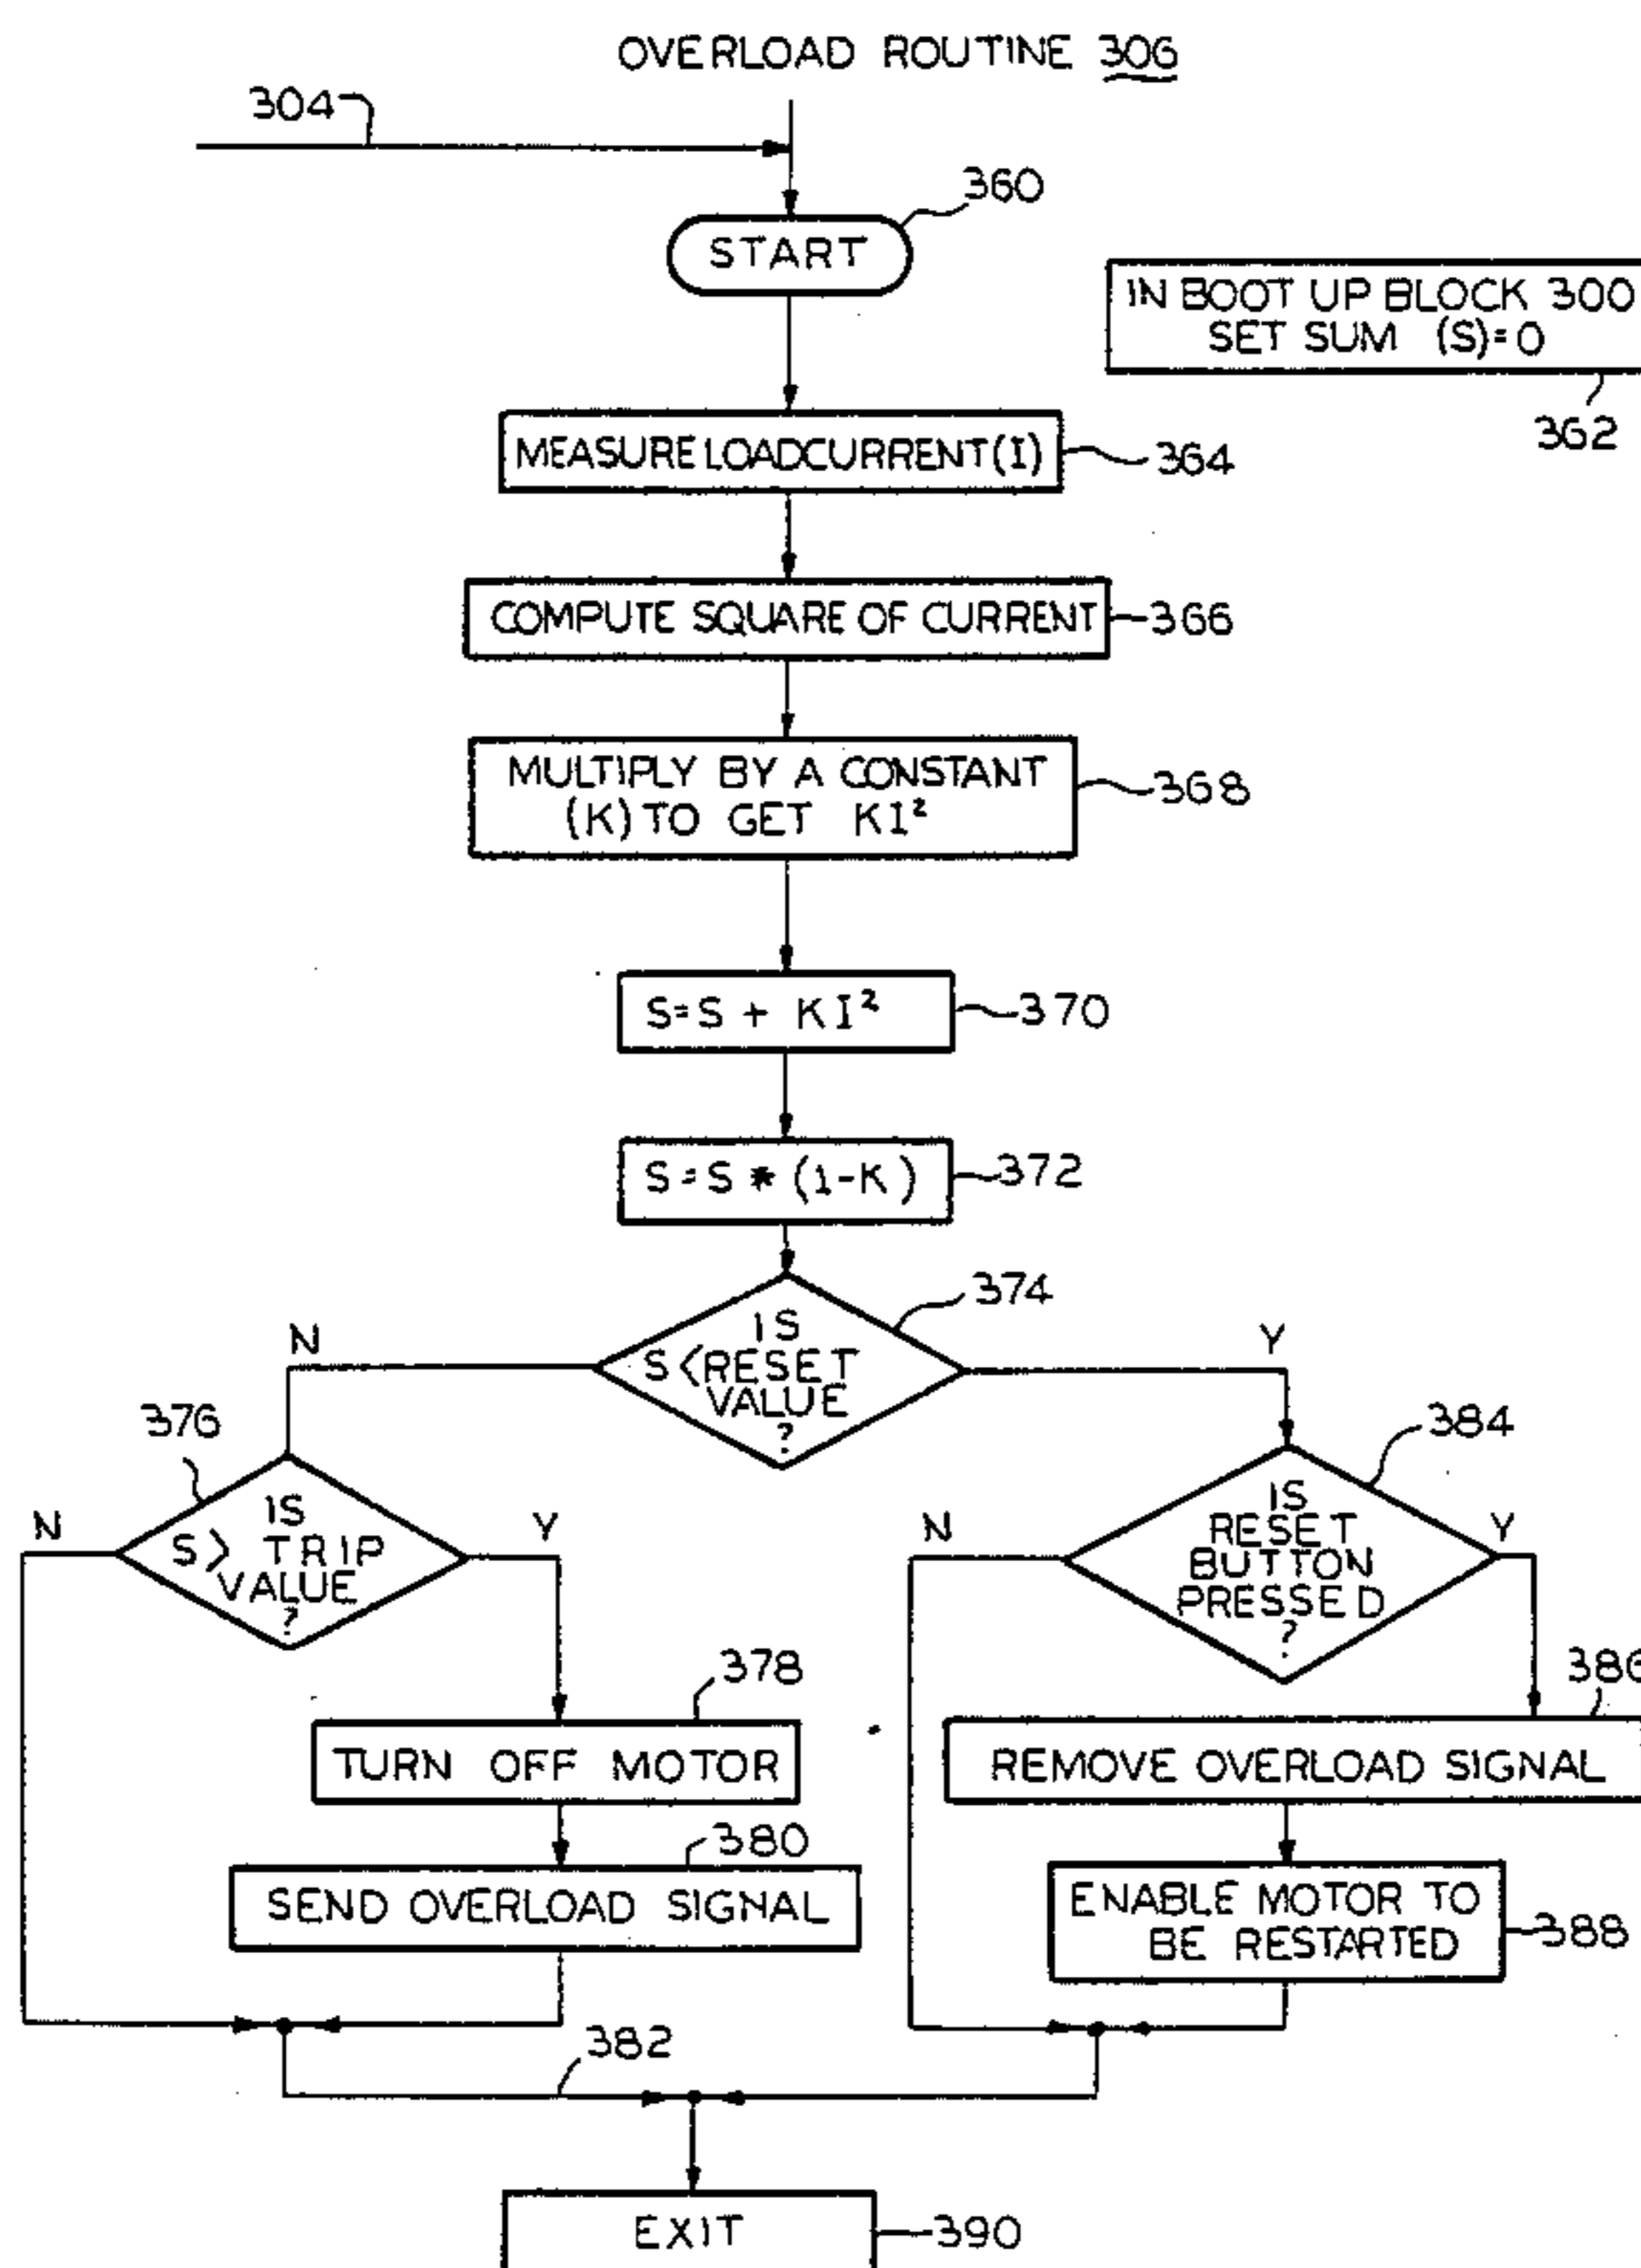 OVERLOAD ROUTINE 306
304
360
START
IN BOOT UP BLOCK 300
SET SUM (S)=0
362
MEASURE LOADCURRENT(I)
364
COMPUTE SQUARE OF CURRENT
366
MULTIPLY BY A CONSTANT
(K) TO GET KI²
368
S=S + KI²
370
S=S * (1-K)
372
374
IS
S<RESET
VALUE
?
N
Y
376
IS
S> TRIP
VALUE
?
N
Y
384
IS
RESET
BUTTON
PRESSED
?
N
Y
378
TURN OFF MOTOR
386
REMOVE OVERLOAD SIGNAL
380
SEND OVERLOAD SIGNAL
ENABLE MOTOR TO
BE RESTARTED
388
382
EXIT
390